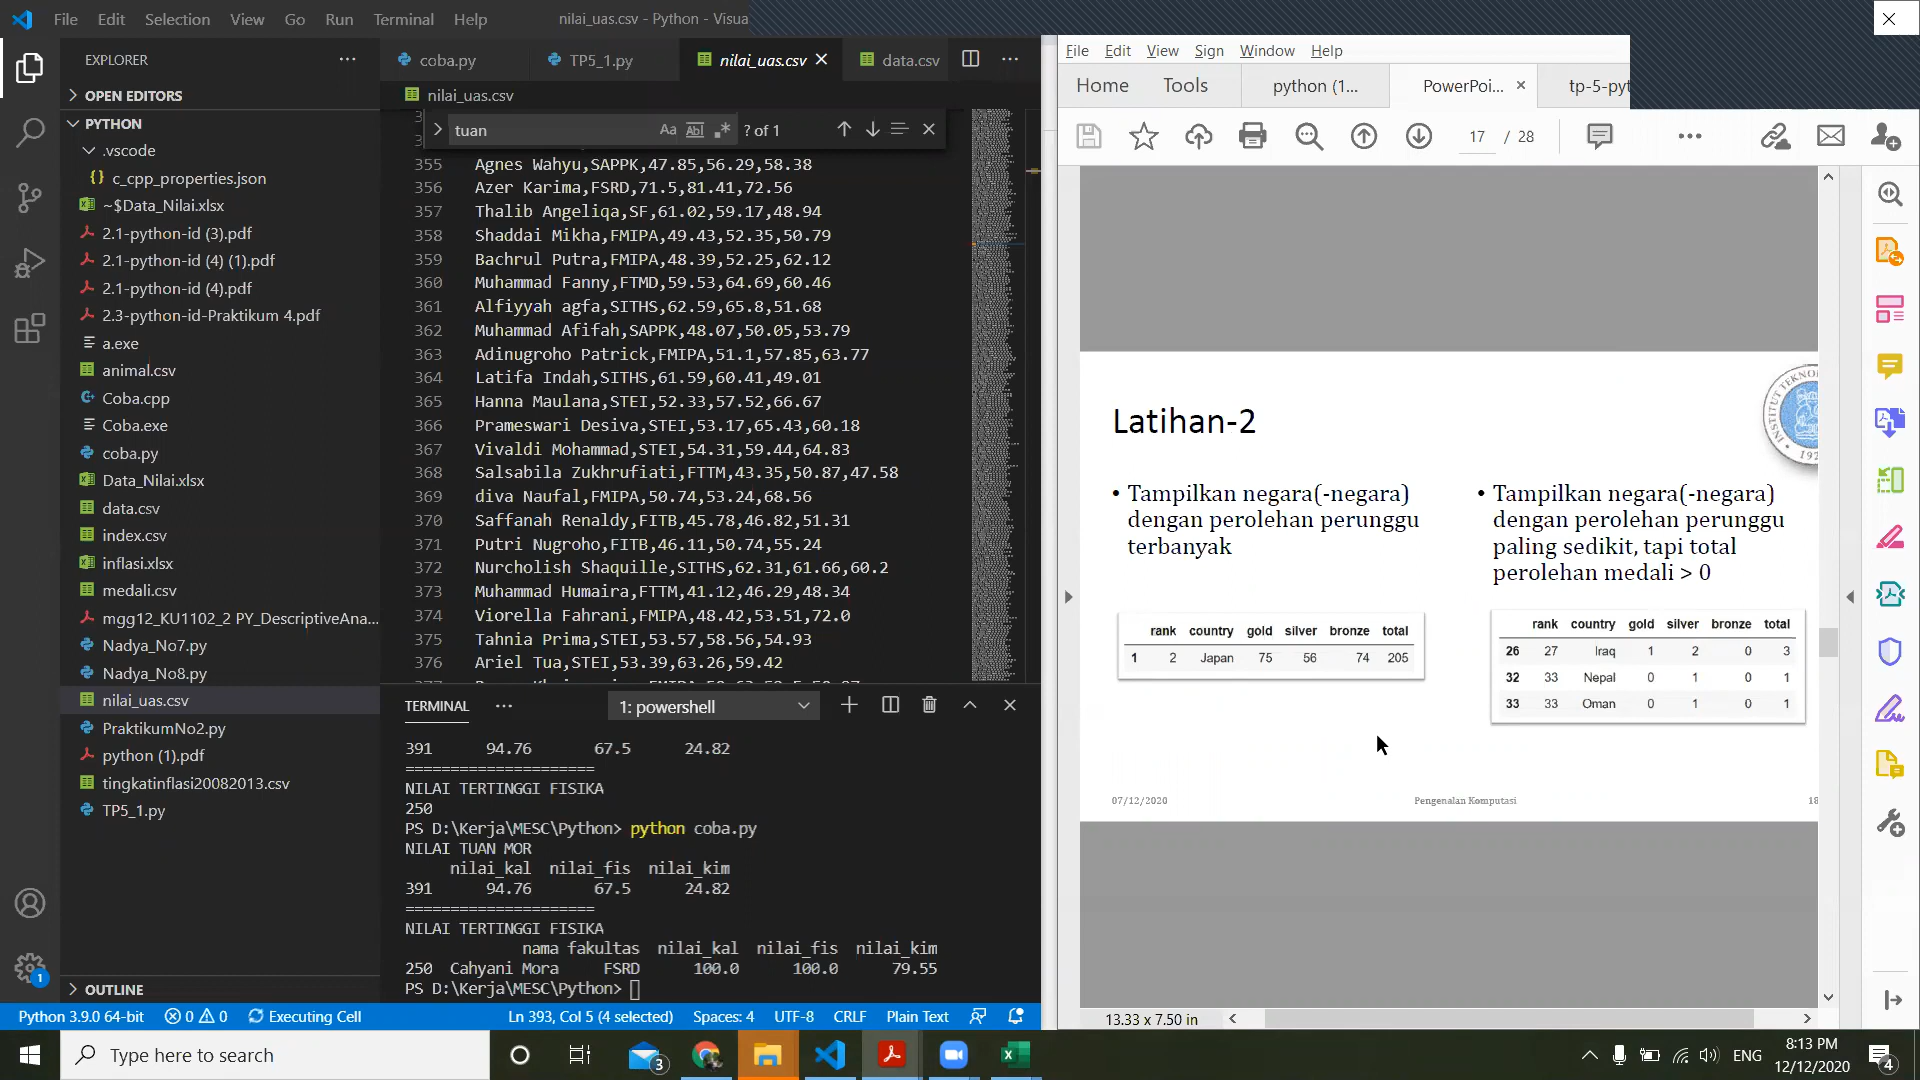 File Edit Selection View Go Run Terminal Help nilai_uas.csv - Python - Visua
EXPLORER
OPEN EDITORS
PYTHON
.vscode
c_cpp_properties.json
~$Data_Nilai.xlsx
2.1-python-id (3).pdf
2.1-python-id (4) (1).pdf
2.1-python-id (4).pdf
2.3-python-id-Praktikum 4.pdf
a.exe
animal.csv
Coba.cpp
Coba.exe
coba.py
Data_Nilai.xlsx
data.csv
index.csv
inflasi.xlsx
medali.csv
mgg12_KU1102_2 PY_DescriptiveAna...
Nadya_No7.py
Nadya_No8.py
nilai_uas.csv
PraktikumNo2.py
python (1).pdf
tingkatinflasi20082013.csv
TP5_1.py
OUTLINE
coba.py TP5_1.py nilai_uas.csv data.csv
nilai_uas.csv
tuan Aa Abl ? of 1
355 Agnes Wahyu,SAPPK,47.85,56.29,58.38
356 Azer Karima,FSRD,71.5,81.41,72.56
357 Thalib Angeliqa,SF,61.02,59.17,48.94
358 Shaddai Mikha,FMIPA,49.43,52.35,50.79
359 Bachrul Putra,FMIPA,48.39,52.25,62.12
360 Muhammad Fanny,FTMD,59.53,64.69,60.46
361 Alfiyyah agfa,SITHS,62.59,65.8,51.68
362 Muhammad Afifah,SAPPK,48.07,50.05,53.79
363 Adinugroho Patrick,FMIPA,51.1,57.85,63.77
364 Latifa Indah,SITHS,61.59,60.41,49.01
365 Hanna Maulana,STEI,52.33,57.52,66.67
366 Prameswari Desiva,STEI,53.17,65.43,60.18
367 Vivaldi Mohammad,STEI,54.31,59.44,64.83
368 Salsabila Zukhrufiati,FTTM,43.35,50.87,47.58
369 diva Naufal,FMIPA,50.74,53.24,68.56
370 Saffanah Renaldy,FITB,45.78,46.82,51.31
371 Putri Nugroho,FITB,46.11,50.74,55.24
372 Nurcholish Shaquille,SITHS,62.31,61.66,60.2
373 Muhammad Humaira,FTTM,41.12,46.29,48.34
374 Viorella Fahrani,FMIPA,48.42,53.51,72.0
375 Tahnia Prima,STEI,53.57,58.56,54.93
376 Ariel Tua,STEI,53.39,63.26,59.42
TERMINAL 1: powershell
391 94.76 67.5 24.82
=====================
NILAI TERTINGGI FISIKA
250
PS D:\Kerja\MESC\Python> python coba.py
NILAI TUAN MOR
nilai_kal nilai_fis nilai_kim
391 94.76 67.5 24.82
=====================
NILAI TERTINGGI FISIKA
nama fakultas nilai_kal nilai_fis nilai_kim
250 Cahyani Mora FSRD 100.0 100.0 79.55
PS D:\Kerja\MESC\Python>
Python 3.9.0 64-bit 0 0 Executing Cell Ln 393, Col 5 (4 selected) Spaces: 4 UTF-8 CRLF Plain Text
File Edit View Sign Window Help
Home Tools python (1... PowerPoi... tp-5-pyt
17 / 28
Latihan-2
• Tampilkan negara(-negara)
dengan perolehan perunggu
terbanyak
rank country gold silver bronze total
1 2 Japan 75 56 74 205
• Tampilkan negara(-negara)
dengan perolehan perunggu
paling sedikit, tapi total
perolehan medali > 0
rank country gold silver bronze total
26 27 Iraq 1 2 0 3
32 33 Nepal 0 1 0 1
33 33 Oman 0 1 0 1
07/12/2020 Pengenalan Komputasi 18
13.33 x 7.50 in
Type here to search
3
ENG
8:13 PM
12/12/2020
4
1